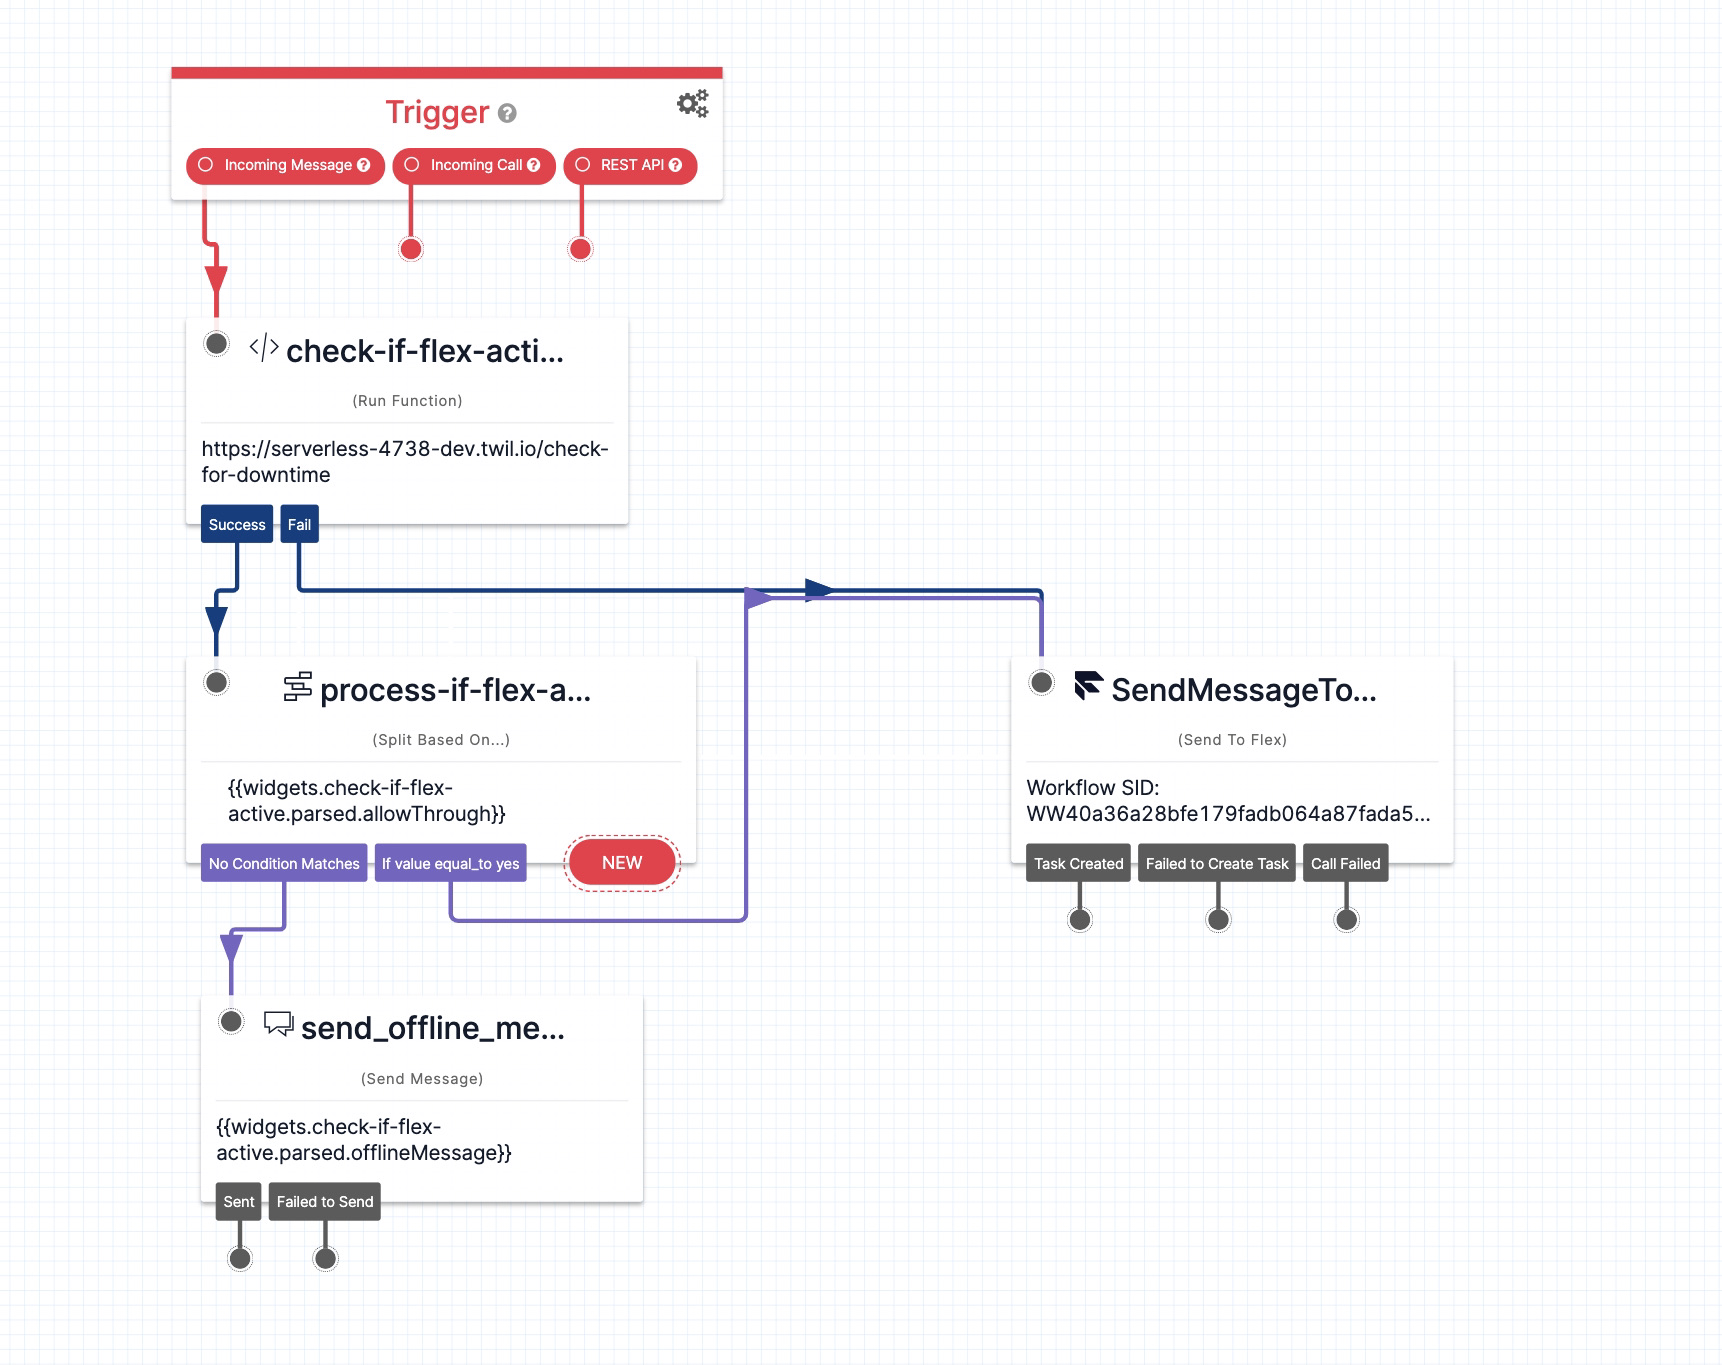 Trigger ?
Incoming Message ?
Incoming Call ?
REST API ?
</> check-if-flex-acti...
(Run Function)
https://serverless-4738-dev.twil.io/check-
for-downtime
Success
Fail
process-if-flex-a...
(Split Based On...)
{{widgets.check-if-flex-
active.parsed.allowThrough}}
No Condition Matches
If value equal_to yes
NEW
SendMessageTo...
(Send To Flex)
Workflow SID:
WW40a36a28bfe179fadb064a87fada5...
Task Created
Failed to Create Task
Call Failed
send_offline_me...
(Send Message)
{{widgets.check-if-flex-
active.parsed.offlineMessage}}
Sent
Failed to Send